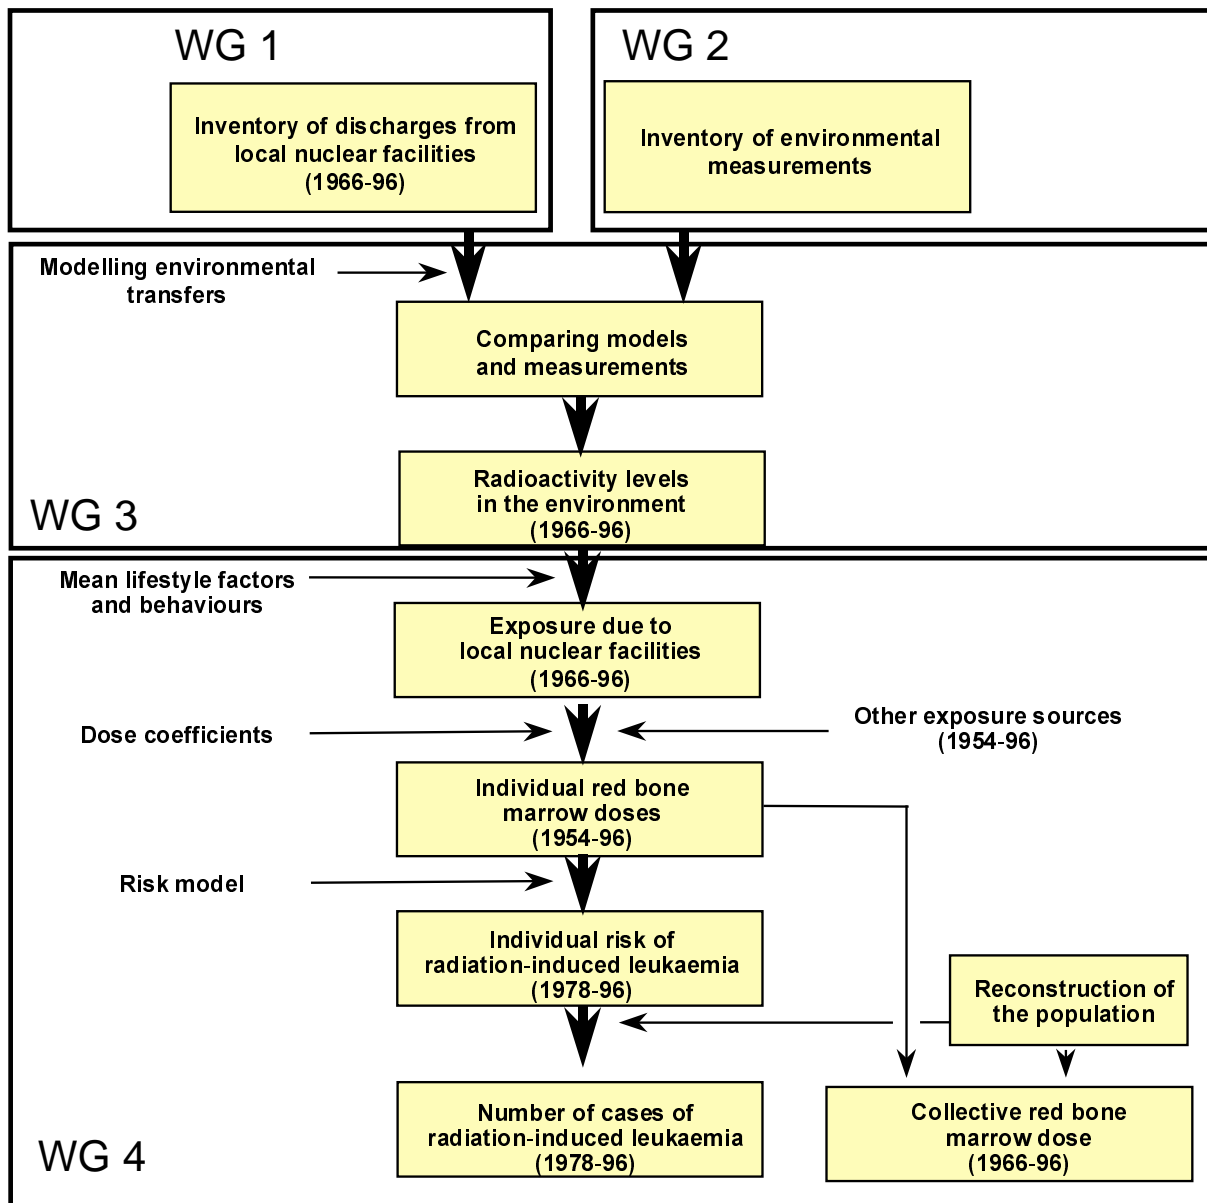 WG 1
WG 2
Inventory of discharges from
local nuclear facilities
(1966-96)
Inventory of environmental
measurements
Modelling environmental
transfers
Comparing models
and measurements
Radioactivity levels
in the environment
(1966-96)
WG 3
Mean lifestyle factors
and behaviours
Exposure due to
local nuclear facilities
(1966-96)
Dose coefficients
Other exposure sources
(1954-96)
Individual red bone
marrow doses
(1954-96)
Risk model
Individual risk of
radiation-induced leukaemia
(1978-96)
Reconstruction of
the population
Number of cases of
radiation-induced leukaemia
(1978-96)
Collective red bone
marrow dose
(1966-96)
WG 4